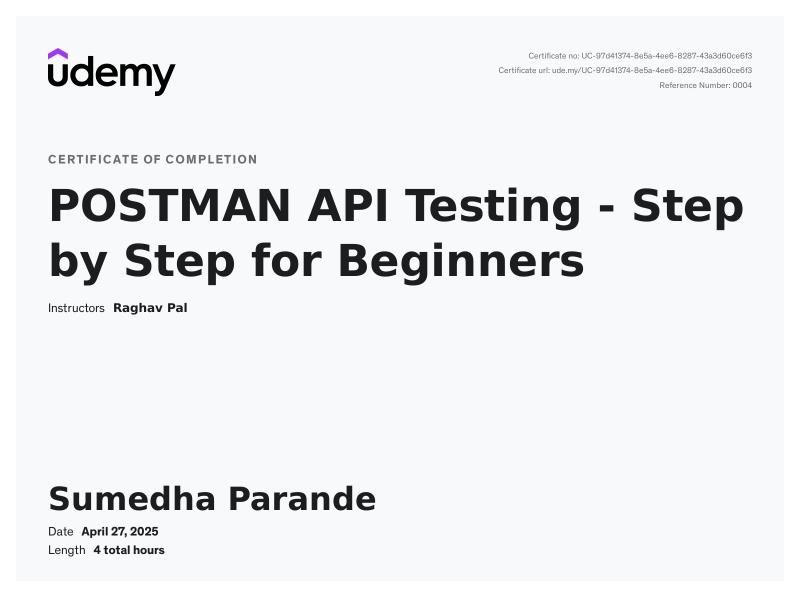 udemy
Certificate no: UC-97d41374-8e5a-4ee6-8287-43a3d60ce6f3
Certificate url: ude.my/UC-97d41374-8e5a-4ee6-8287-43a3d60ce6f3
Reference Number: 0004
CERTIFICATE OF COMPLETION
POSTMAN API Testing - Step
by Step for Beginners
Instructors Raghav Pal
Sumedha Parande
Date April 27, 2025
Length 4 total hours